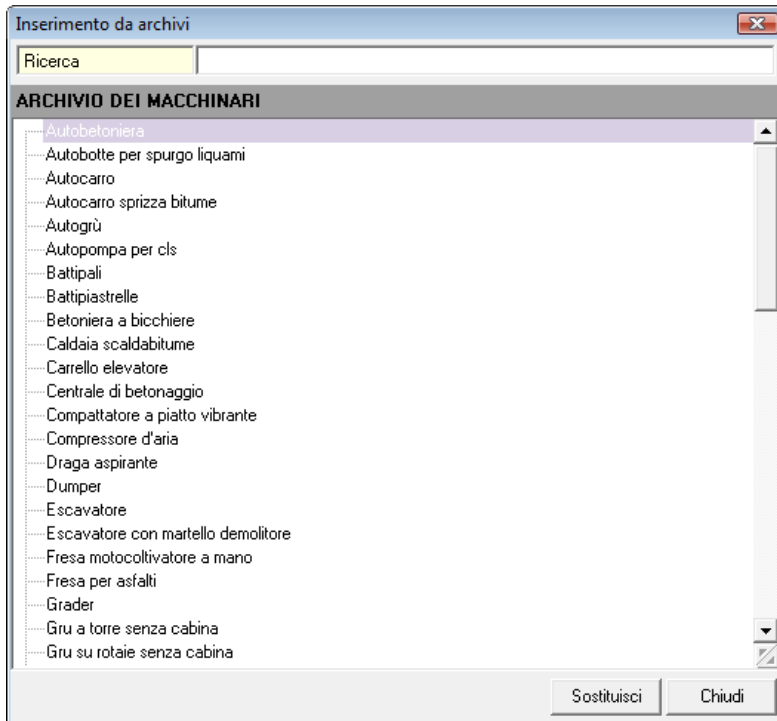 Inserimento da archivi
Ricerca
ARCHIVIO DEI MACCHINARI
Autobetoniera
Autobotte per spurgo liquami
Autocarro
Autocarro sprizza bitume
Autogrù
Autopompa per cls
Battipali
Battipiastrelle
Betoniera a bicchiere
Caldaia scaldabitume
Carrello elevatore
Centrale di betonaggio
Compattatore a piatto vibrante
Compressore d'aria
Draga aspirante
Dumper
Escavatore
Escavatore con martello demolitore
Fresa motocoltivatore a mano
Fresa per asfalti
Grader
Gru a torre senza cabina
Gru su rotaie senza cabina
Sostituisci Chiudi